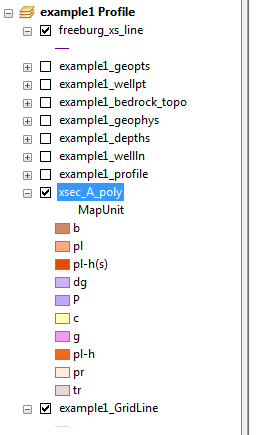 example1 Profile
freeburg_xs_line
example1_geopts
example1_wellpt
example1_bedrock_topo
example1_geophys
example1_depths
example1_wellln
example1_profile
xsec_A_poly
MapUnit
b
pl
pl-h(s)
dg
P
c
g
pl-h
pr
tr
example1_GridLine